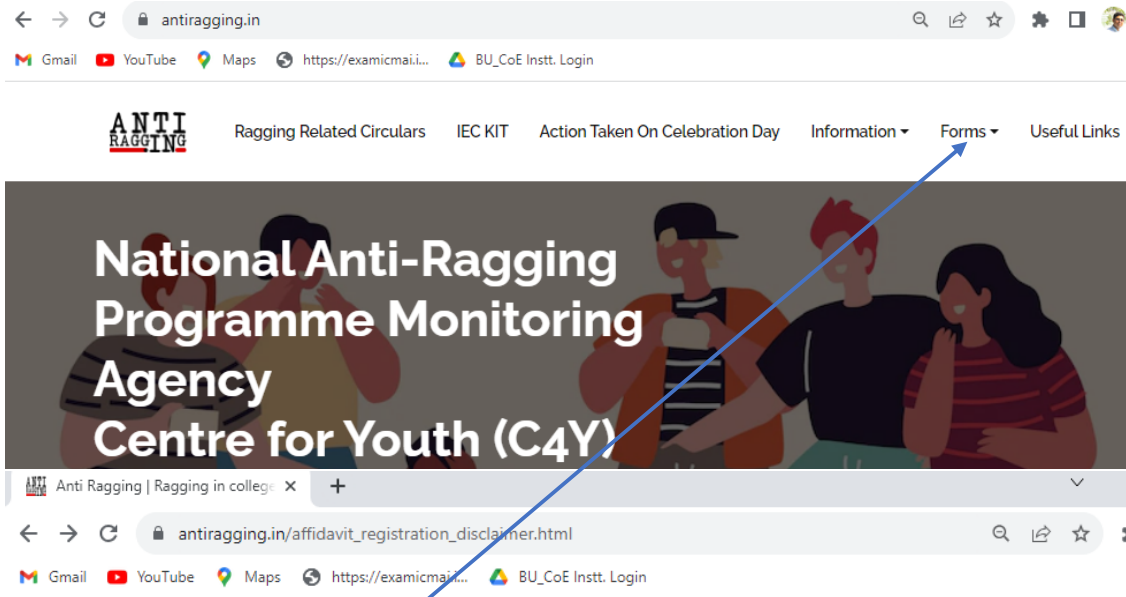 antiragging.in
Gmail YouTube Maps https://examicmai.i... BU_CoE Instt. Login
ANTI
RAGGING
Ragging Related Circulars IEC KIT Action Taken On Celebration Day Information Forms Useful Links
National Anti-Ragging
Programme Monitoring
Agency
Centre for Youth (C4Y)
ANTI RAGGING Anti Ragging | Ragging in college
antiragging.in/affidavit_registration_disclaimer.html
Gmail YouTube Maps https://examicmai.i... BU_CoE Instt. Login